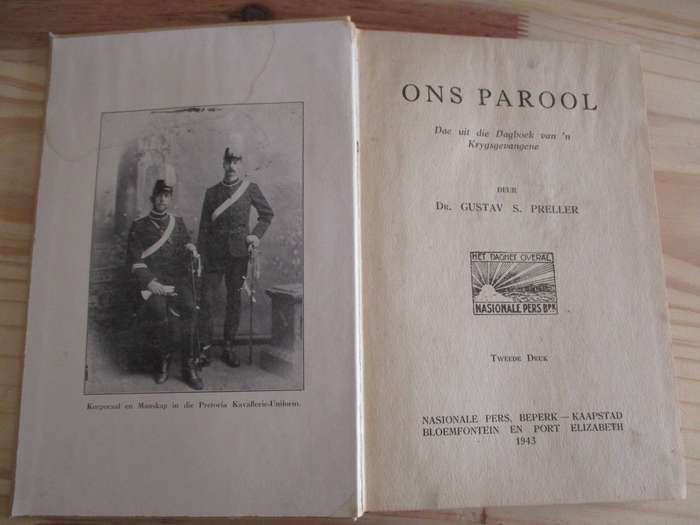 Korporaal en Manskap in die Pretoria Kavallerie-Uniform.
ONS PAROOL
Dae uit die Dagboek van 'n
Krygsgevangene
DEUR
DR. GUSTAV S. PRELLER
HET DAGHET OVERAL
NASIONALE PERS BPK
TWEEDE DRUK
NASIONALE PERS, BEPERK — KAAPSTAD
BLOEMFONTEIN EN PORT ELIZABETH
1943